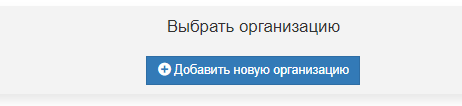 Выбрать организацию
Добавить новую организацию